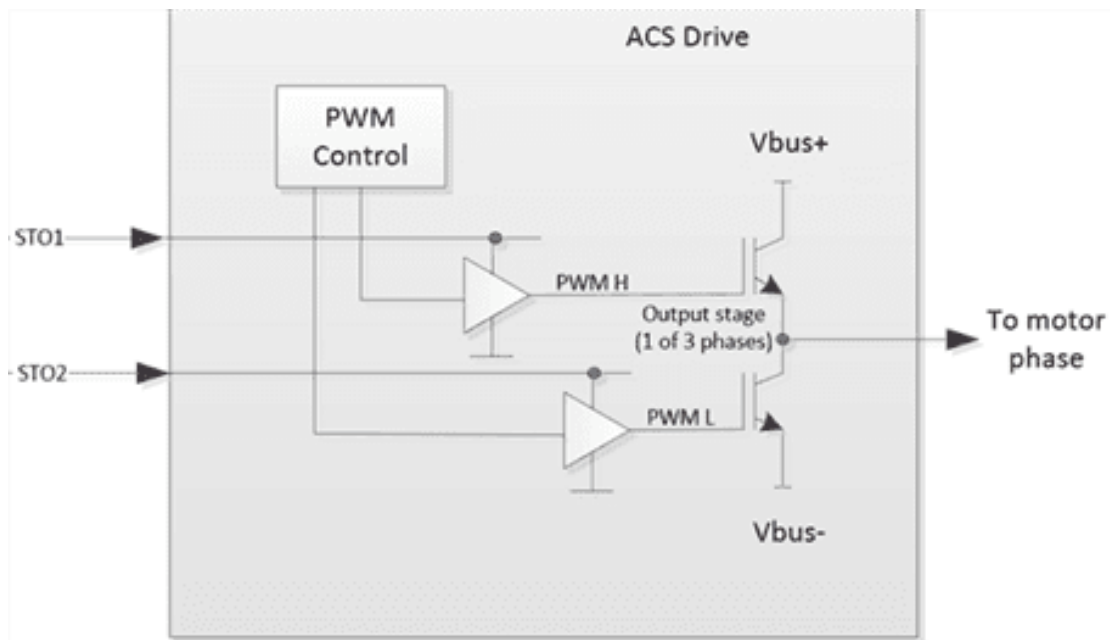 ACS Drive
PWM
Control
Vbus+
STO1
PWM H
Output stage
(1 of 3 phases)
To motor
phase
STO2
PWM L
Vbus-